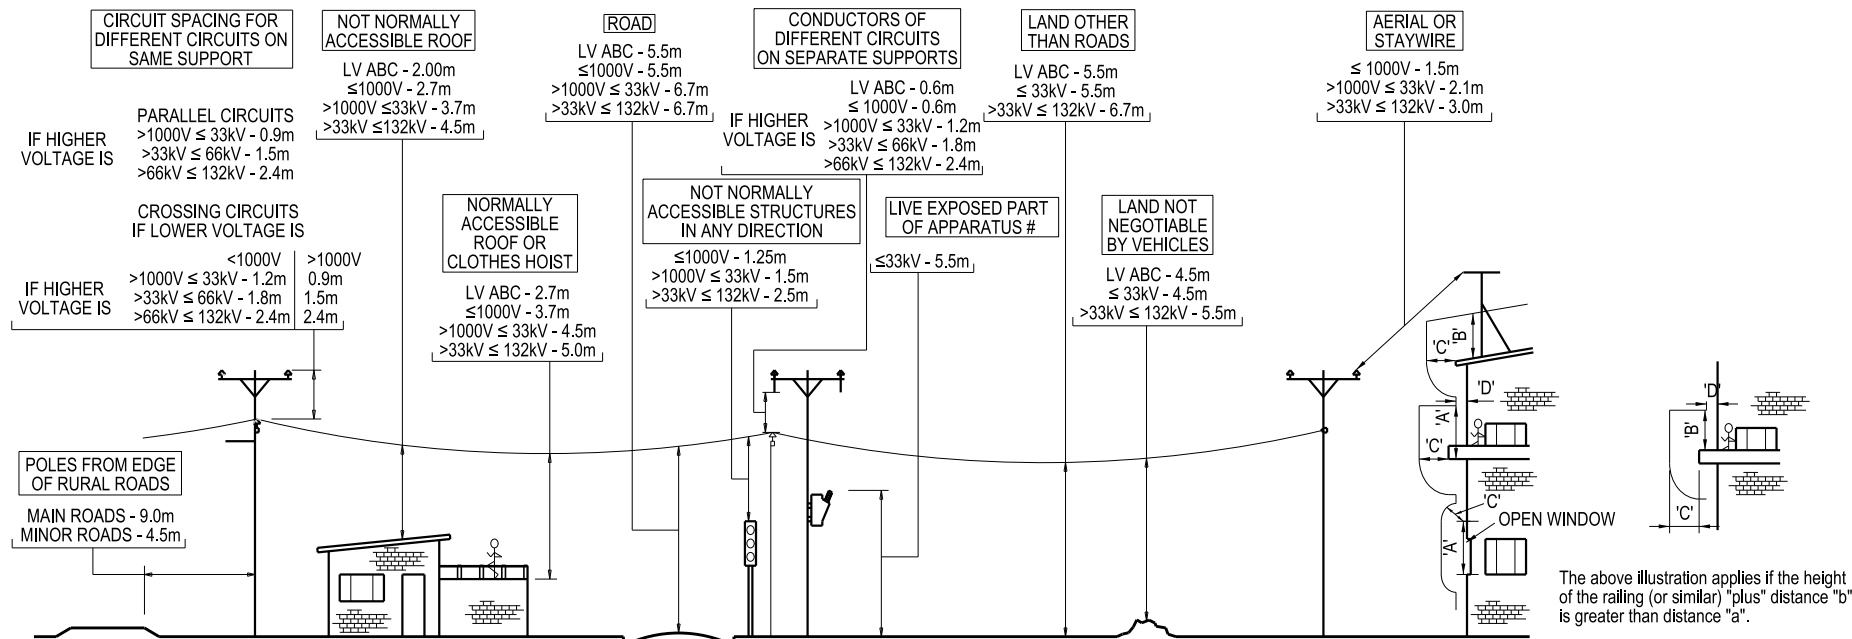 CIRCUIT SPACING FOR
DIFFERENT CIRCUITS ON
SAME SUPPORT
IF HIGHER
VOLTAGE IS
PARALLEL CIRCUITS
>1000V ≤ 33kV - 0.9m
>33kV ≤ 66kV - 1.5m
>66kV ≤ 132kV - 2.4m
CROSSING CIRCUITS
IF LOWER VOLTAGE IS
<1000V >1000V
IF HIGHER
VOLTAGE IS
>1000V ≤ 33kV - 1.2m 0.9m
>33kV ≤ 66kV - 1.8m 1.5m
>66kV ≤ 132kV - 2.4m 2.4m
NOT NORMALLY
ACCESSIBLE ROOF
LV ABC - 2.00m
≤1000V - 2.7m
>1000V ≤33kV - 3.7m
>33kV ≤132kV - 4.5m
NORMALLY
ACCESSIBLE
ROOF OR
CLOTHES HOIST
LV ABC - 2.7m
≤1000V - 3.7m
>1000V ≤ 33kV - 4.5m
>33kV ≤ 132kV - 5.0m
ROAD
LV ABC - 5.5m
≤1000V - 5.5m
>1000V ≤ 33kV - 6.7m
>33kV ≤ 132kV - 6.7m
CONDUCTORS OF
DIFFERENT CIRCUITS
ON SEPARATE SUPPORTS
IF HIGHER
VOLTAGE IS
LV ABC - 0.6m
≤ 1000V - 0.6m
>1000V ≤ 33kV - 1.2m
>33kV ≤ 66kV - 1.8m
>66kV ≤ 132kV - 2.4m
NOT NORMALLY
ACCESSIBLE STRUCTURES
IN ANY DIRECTION
≤1000V - 1.25m
>1000V ≤ 33kV - 1.5m
>33kV ≤ 132kV - 2.5m
LIVE EXPOSED PART
OF APPARATUS #
≤33kV - 5.5m
LAND OTHER
THAN ROADS
LV ABC - 5.5m
≤ 33kV - 5.5m
>33kV ≤ 132kV - 6.7m
LAND NOT
NEGOTIABLE
BY VEHICLES
LV ABC - 4.5m
≤ 33kV - 4.5m
>33kV ≤ 132kV - 5.5m
AERIAL OR
STAYWIRE
≤ 1000V - 1.5m
>1000V ≤ 33kV - 2.1m
>33kV ≤ 132kV - 3.0m
POLES FROM EDGE
OF RURAL ROADS
MAIN ROADS - 9.0m
MINOR ROADS - 4.5m
'B'
'C'
'D'
'A'
'C'
'C'
OPEN WINDOW
'A'
'D'
'B'
'C'
The above illustration applies if the height
of the railing (or similar) "plus" distance "b"
is greater than distance "a".